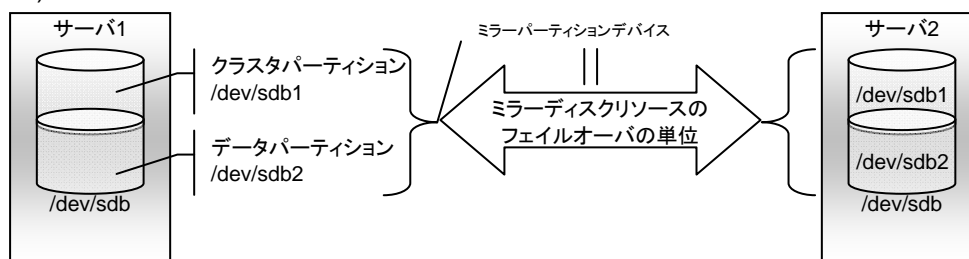 サーバ1
クラスタパーティション
/dev/sdb1
データパーティション
/dev/sdb2
/dev/sdb
ミラーパーティションデバイス
ミラーディスクリソースの
フェイルオーバの単位
サーバ2
/dev/sdb1
/dev/sdb2
/dev/sdb